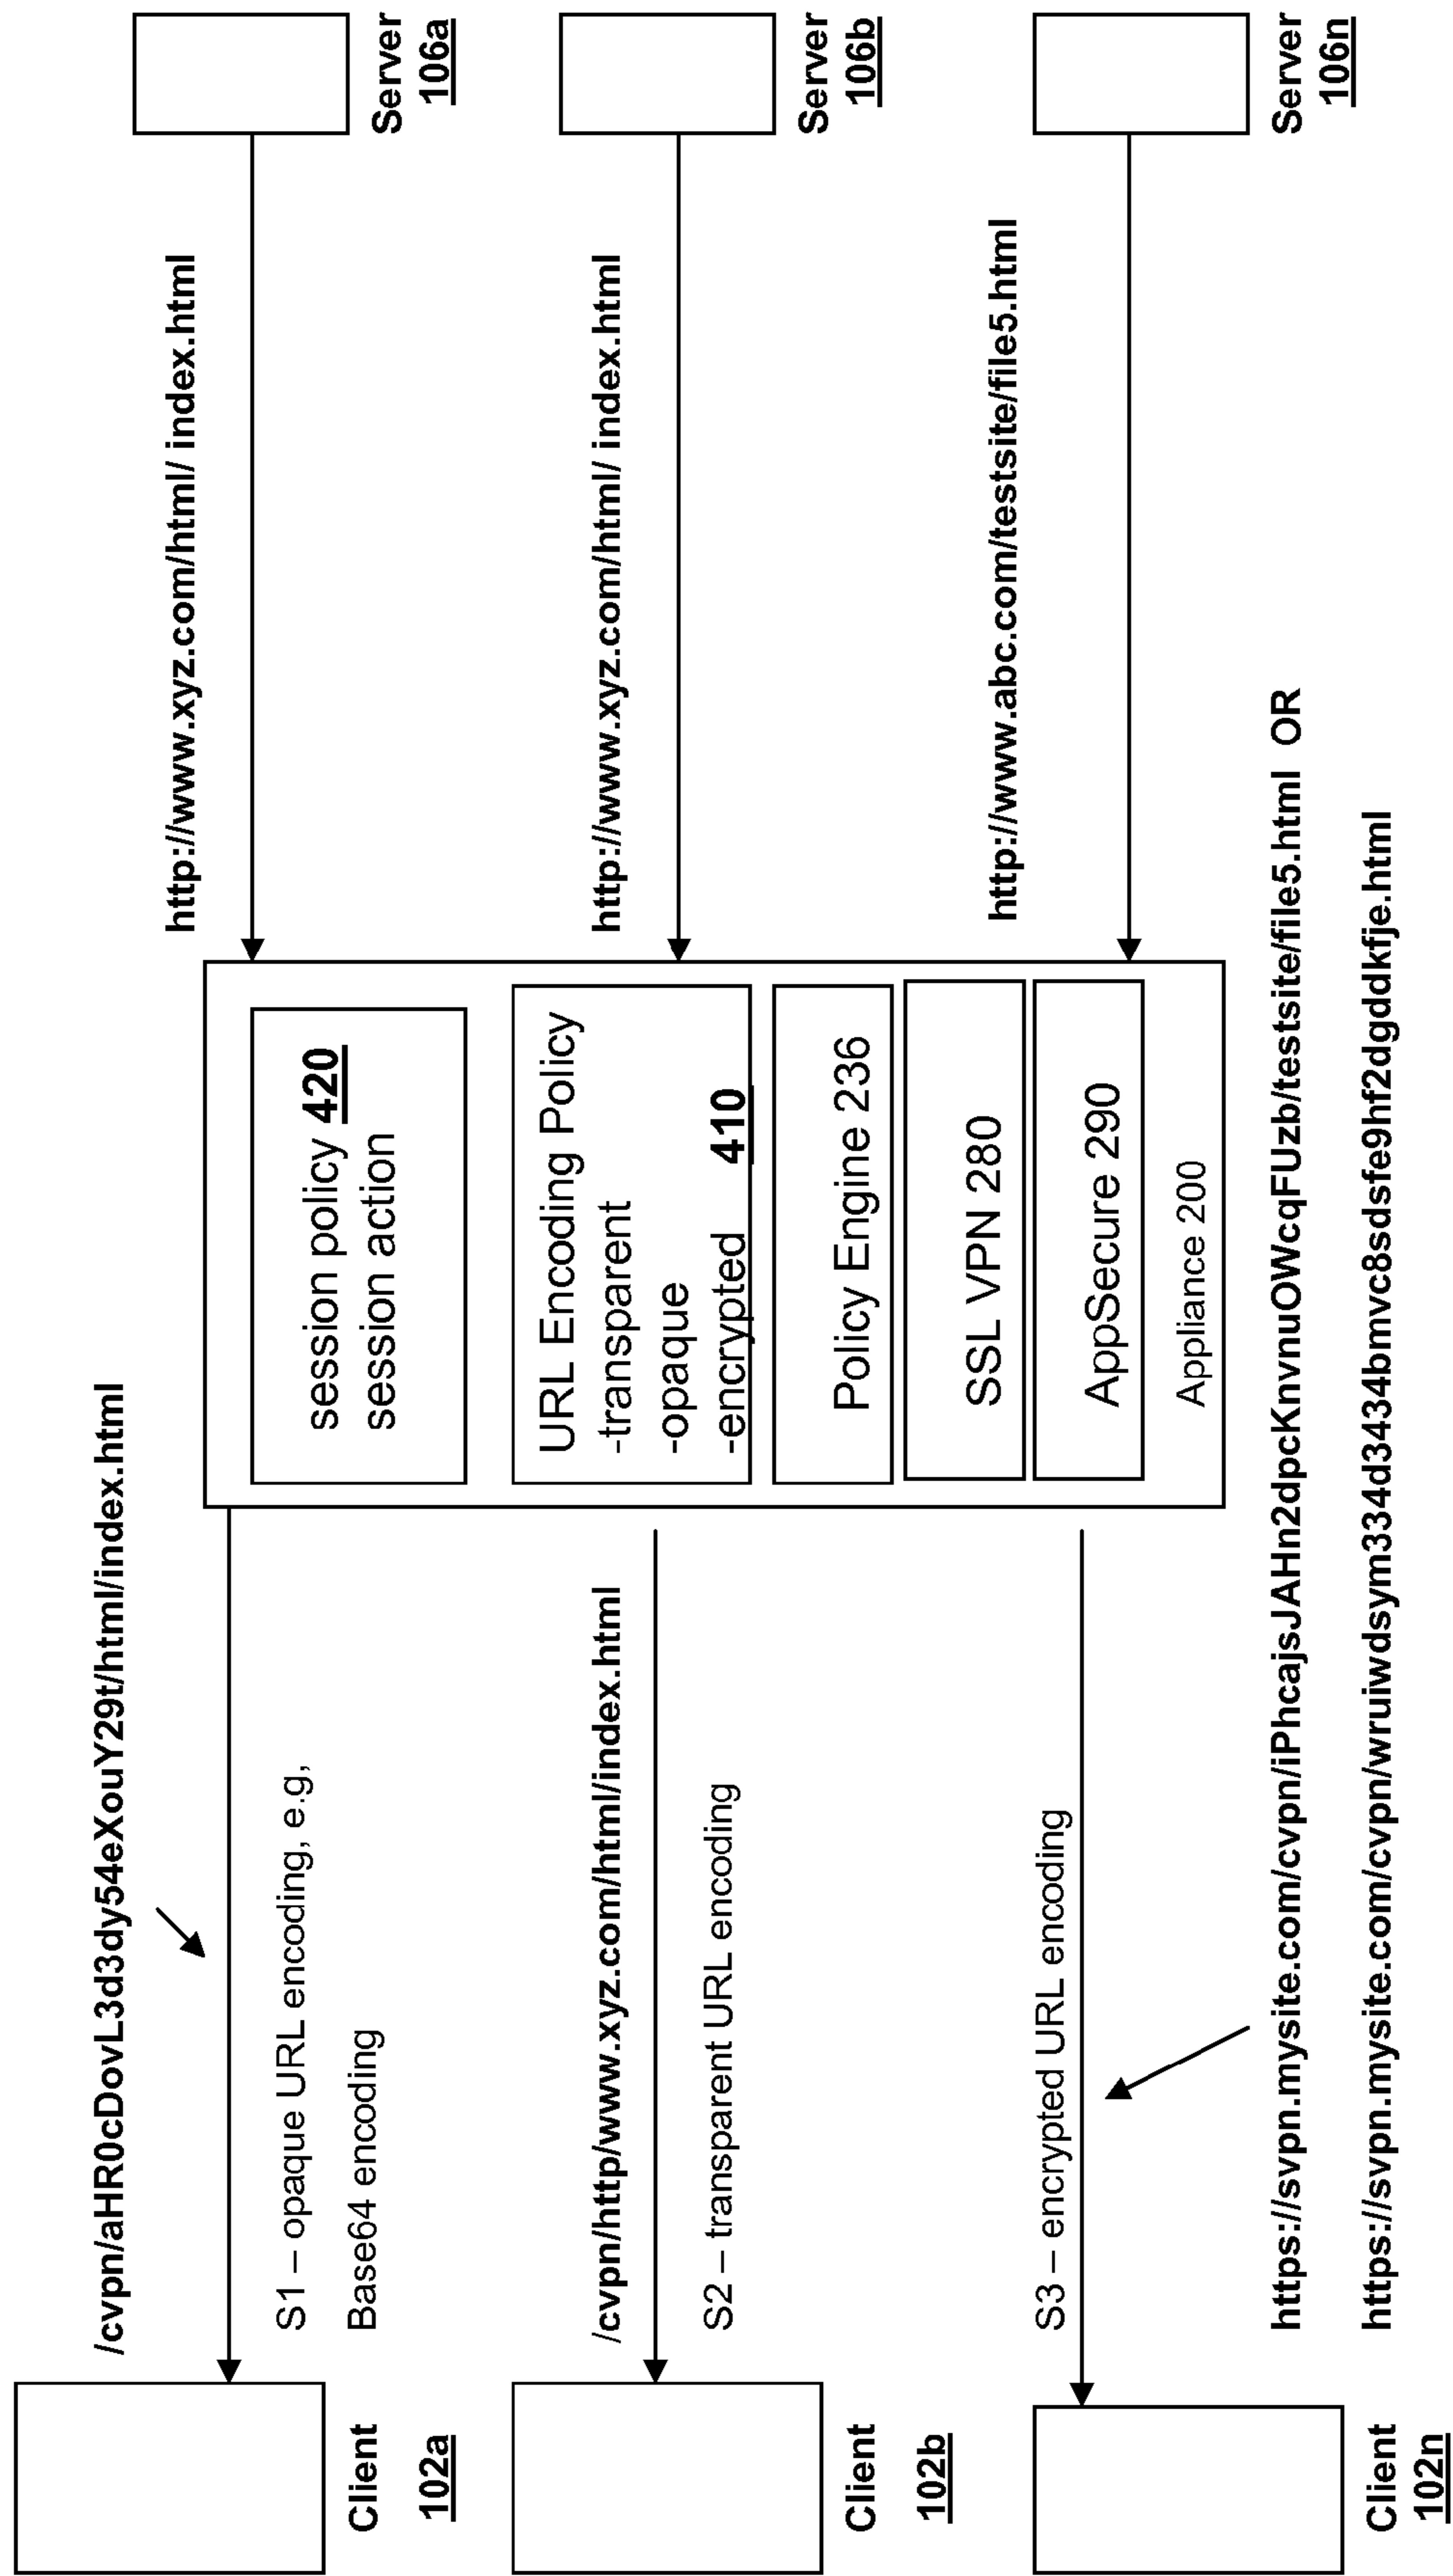 Server
106a
http://www.xyz.com/html/ index.html
/cvpn/aHR0cDovL3d3dy54eXouY29t/html/index.html
S1 – opaque URL encoding, e.g,
Base64 encoding
Client
102a
session policy 420
session action
URL Encoding Policy
-transparent
-opaque
-encrypted 410
Policy Engine 236
SSL VPN 280
AppSecure 290
Appliance 200
Server
106b
http://www.xyz.com/html/ index.html
/cvpn/http/www.xyz.com/html/index.html
S2 – transparent URL encoding
Client
102b
Server
106n
http://www.abc.com/testsite/file5.html
S3 – encrypted URL encoding
https://svpn.mysite.com/cvpn/iPhcajsJAHn2dpcKnvnuOWcqFUzb/testsite/file5.html OR
https://svpn.mysite.com/cvpn/wruiwdsym334d3434bmvc8sdsfe9hf2dgddkfje.html
Client
102n